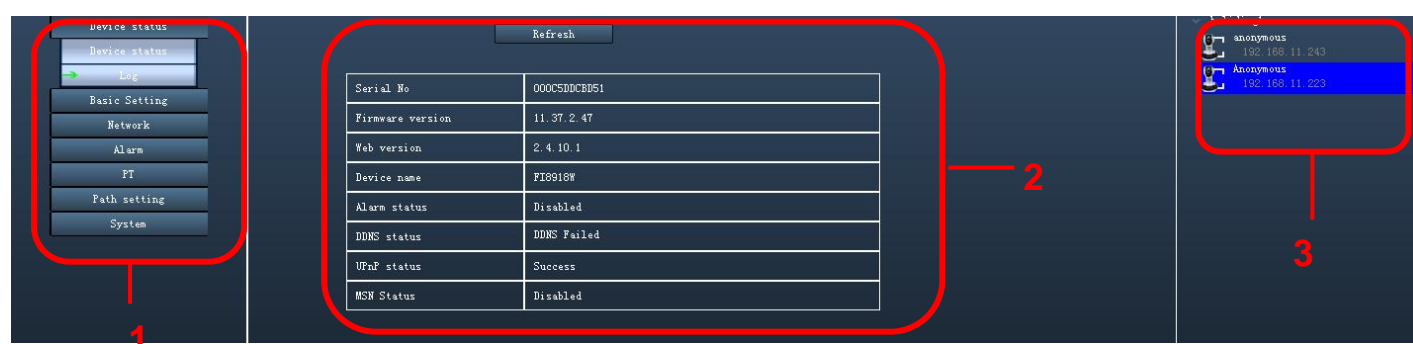 Device status
Device status
Log
Basic Setting
Network
Alarm
PT
Path setting
System
1
Refresh
Serial No 000C5DDCBD51
Firmware version 11.37.2.47
Web version 2.4.10.1
Device name FI8918W
Alarm status Disabled
DDNS status DDNS Failed
UPnP status Success
MSN Status Disabled
2
anonymous
192.168.11.243
Anonymous
192.168.11.223
3